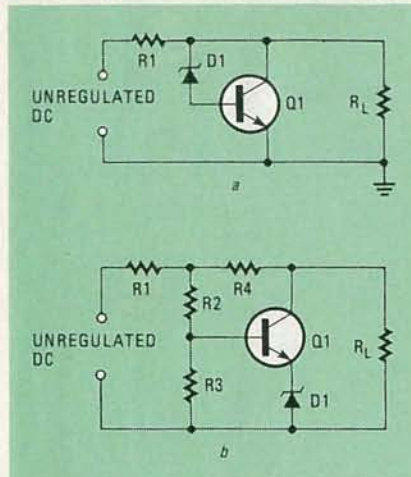 R1
D1
UNREGULATED
DC
Q1
RL
a
R1
R4
R2
UNREGULATED
DC
Q1
RL
R3
D1
b